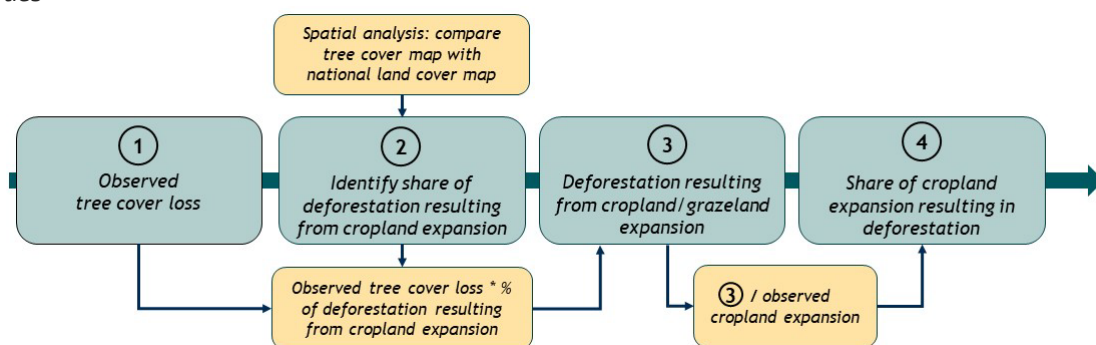 Spatial analysis: compare
tree cover map with
national land cover map
1
Observed
tree cover loss
2
Identify share of
deforestation resulting
from cropland expansion
3
Deforestation resulting
from cropland/grazeland
expansion
4
Share of cropland
expansion resulting in
deforestation
Observed tree cover loss * %
of deforestation resulting
from cropland expansion
3 / observed
cropland expansion